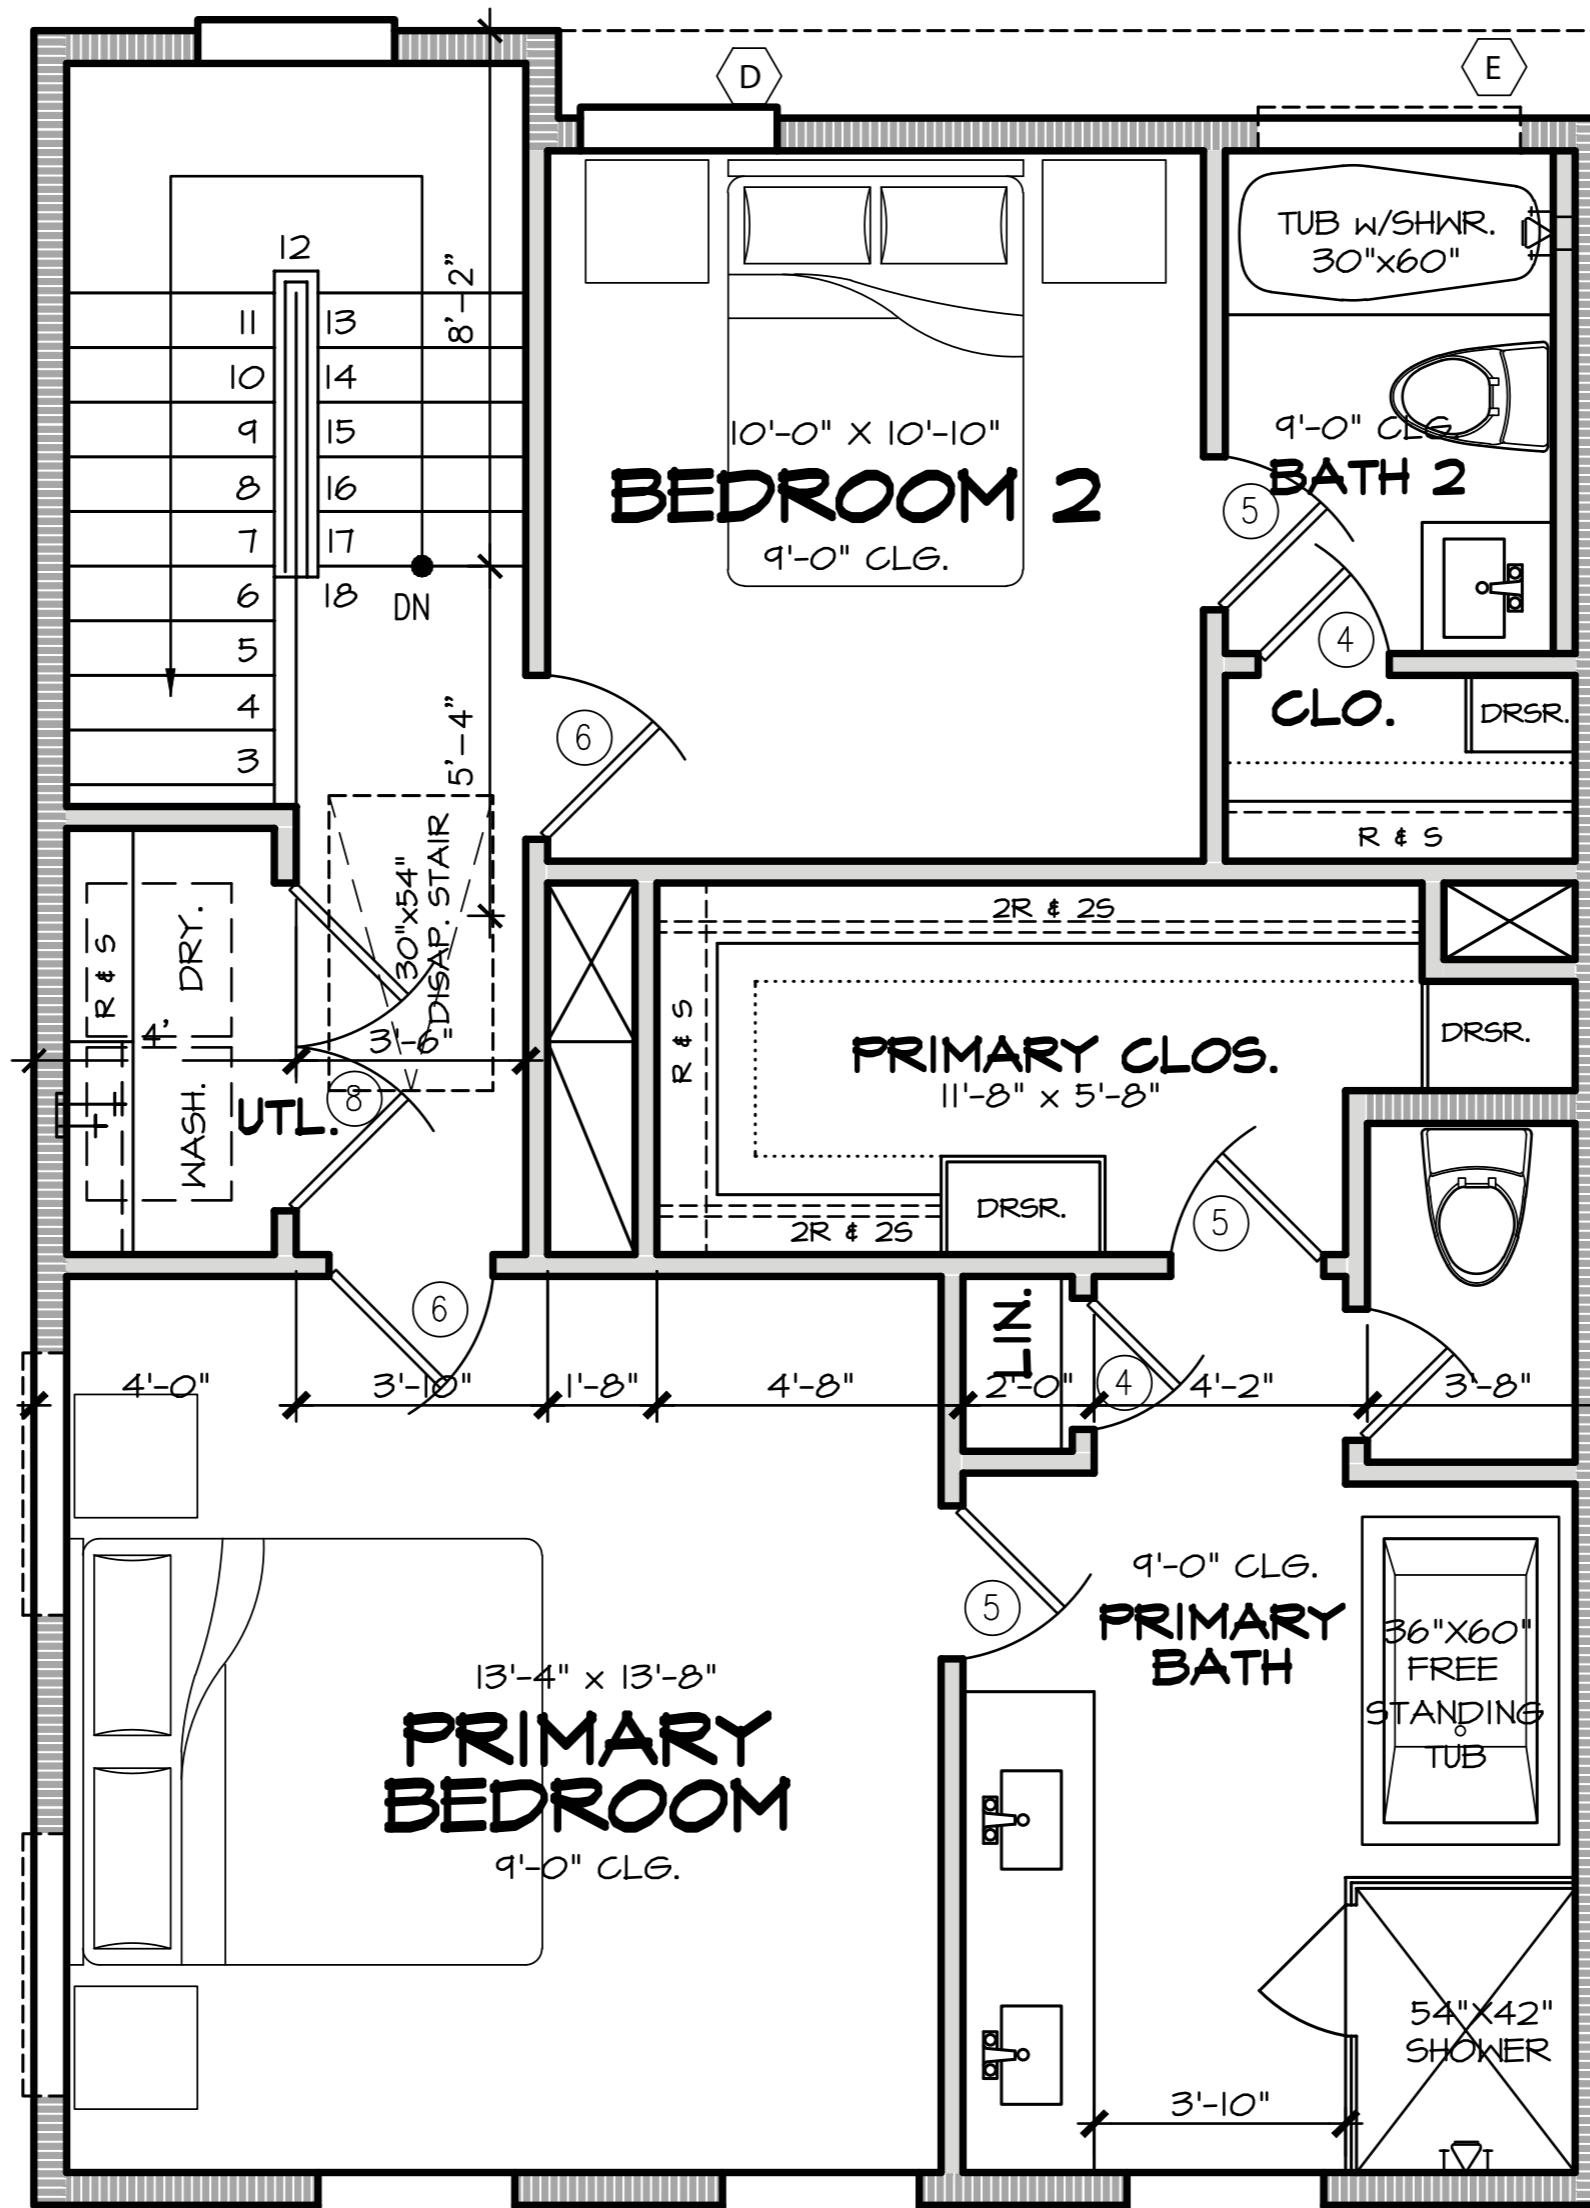 D
E
TUB W/SHWR.
30"x60"
12
11 13
10 14
9 15
8 16
7 17
6 18
5
4
3
DN
8'-2"
5'-4"
10'-0" X 10'-10"
BEDROOM 2
9'-0" CLG.
9'-0" CLG.
BATH 2
5
4
6
CLO.
DRSR.
R & S
30"x54"
DISAP. STAIR
R & S
DRY.
4'
3'-6"
WASH.
UTL.
8
2R & 2S
R & S
PRIMARY CLOS.
11'-8" x 5'-8"
DRSR.
DRSR.
2R & 2S
5
6
LIN.
4
4'-0"
3'-10"
1'-8"
4'-8"
2'-0"
4'-2"
3'-8"
5
9'-0" CLG.
PRIMARY
BATH
36"X60"
FREE
STANDING
TUB
13'-4" x 13'-8"
PRIMARY
BEDROOM
9'-0" CLG.
54"X42"
SHOWER
3'-10"